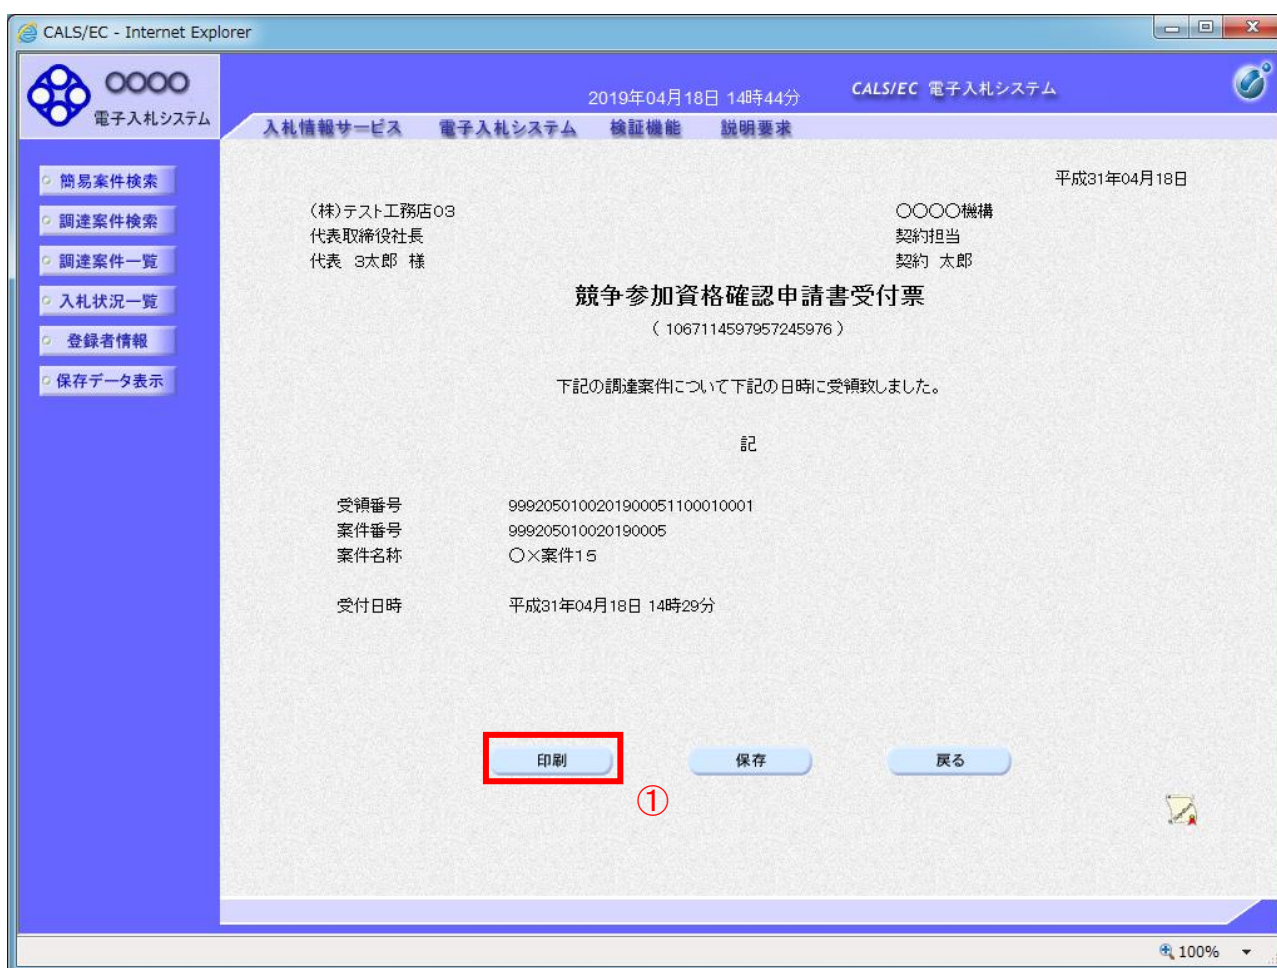 CALS/EC - Internet Explorer
OOOO
電子入札システム
2019年04月18日 14時44分
CALS/EC 電子入札システム
入札情報サービス 電子入札システム 検証機能 説明要求
簡易案件検索
調達案件検索
調達案件一覧
入札状況一覧
登録者情報
保存データ表示
平成31年04月18日
(株)テスト工務店03
代表取締役社長
代表 3太郎 様
〇〇〇〇機構
契約担当
契約 太郎
競争参加資格確認申請書受付票
( 1067114597957245976 )
下記の調達案件について下記の日時に受領致しました。
記
受領番号 9992050100201900051100010001
案件番号 999205010020190005
案件名称 〇×案件15
受付日時 平成31年04月18日 14時29分
印刷 保存 戻る
①
100%